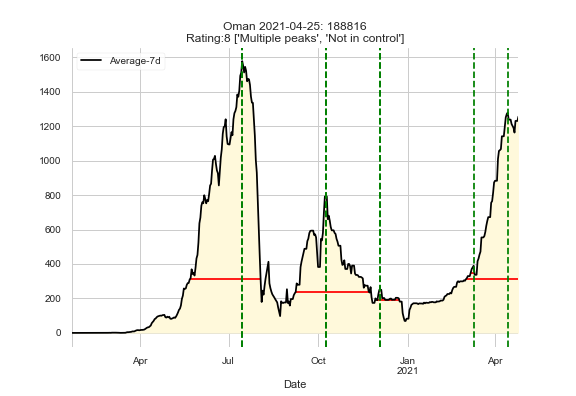 Oman 2021-04-25: 188816
Rating:8 ['Multiple peaks', 'Not in control']
Average-7d
1600
1400
1200
1000
800
600
400
200
0
Apr
Jul
Oct
Jan
2021
Apr
Date